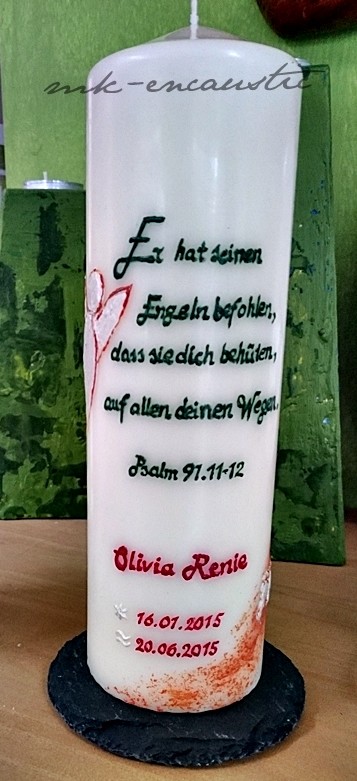 mk-encaustic
Er hat seinen
Engeln befohlen,
dass sie dich behüten,
auf allen deinen Wegen.
Psalm 91.11-12
Olivia Renie
* 16.01.2015
≈ 20.06.2015